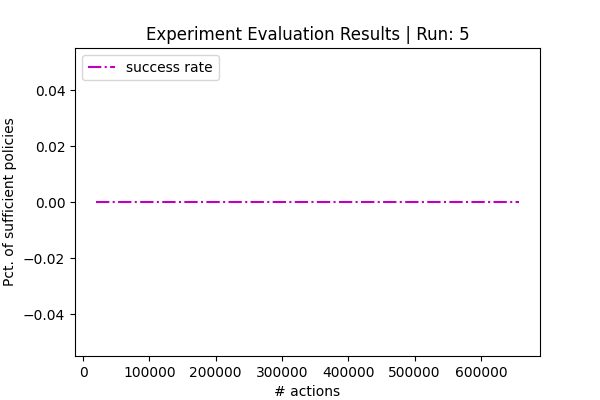 Experiment Evaluation Results | Run: 5
success rate
Pct. of sufficient policies
0.04
0.02
0.00
−0.02
−0.04
0 100000 200000 300000 400000 500000 600000
# actions